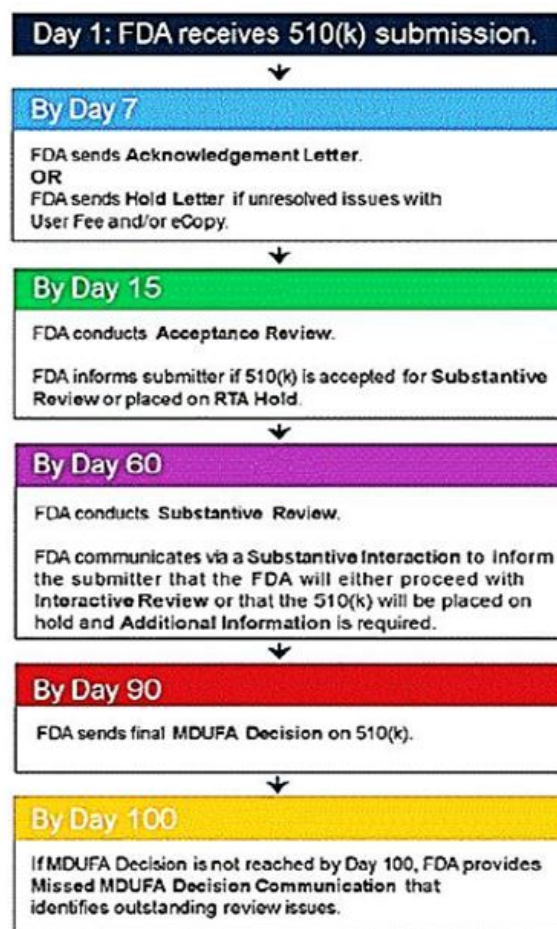 Day 1: FDA receives 510(k) submission.
By Day 7
FDA sends Acknowledgement Letter.
OR
FDA sends Hold Letter if unresolved issues with
User Fee and/or eCopy.
By Day 15
FDA conducts Acceptance Review.
FDA informs submitter if 510(k) is accepted for Substantive
Review or placed on RTA Hold.
By Day 60
FDA conducts Substantive Review.
FDA communicates via a Substantive Interaction to inform
the submitter that the FDA will either proceed with
Interactive Review or that the 510(k) will be placed on
hold and Additional Information is required.
By Day 90
FDA sends final MDUFA Decision on 510(k).
By Day 100
If MDUFA Decision is not reached by Day 100, FDA provides
Missed MDUFA Decision Communication that
identifies outstanding review issues.